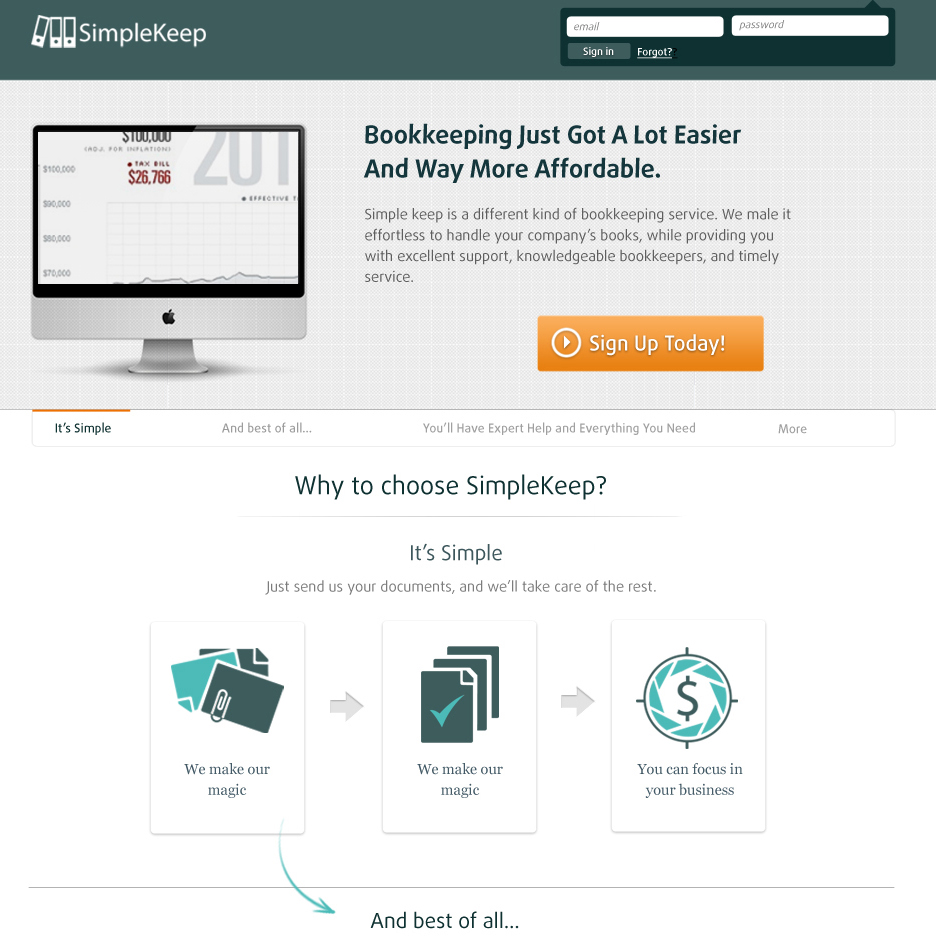 SimpleKeep
email
password
Sign in
Forgot??
$100,000
(ADJ. FOR INFLATION)
201
TAX BILL
$26,766
$100,000
EFFECTIVE T
$90,000
$80,000
$70,000
Bookkeeping Just Got A Lot Easier
And Way More Affordable.
Simple keep is a different kind of bookkeeping service. We male it
effortless to handle your company's books, while providing you
with excellent support, knowledgeable bookkeepers, and timely
service.
Sign Up Today!
It's Simple
And best of all...
You'll Have Expert Help and Everything You Need
More
Why to choose SimpleKeep?
It's Simple
Just send us your documents, and we'll take care of the rest.
We make our
magic
We make our
magic
$
You can focus in
your business
And best of all...